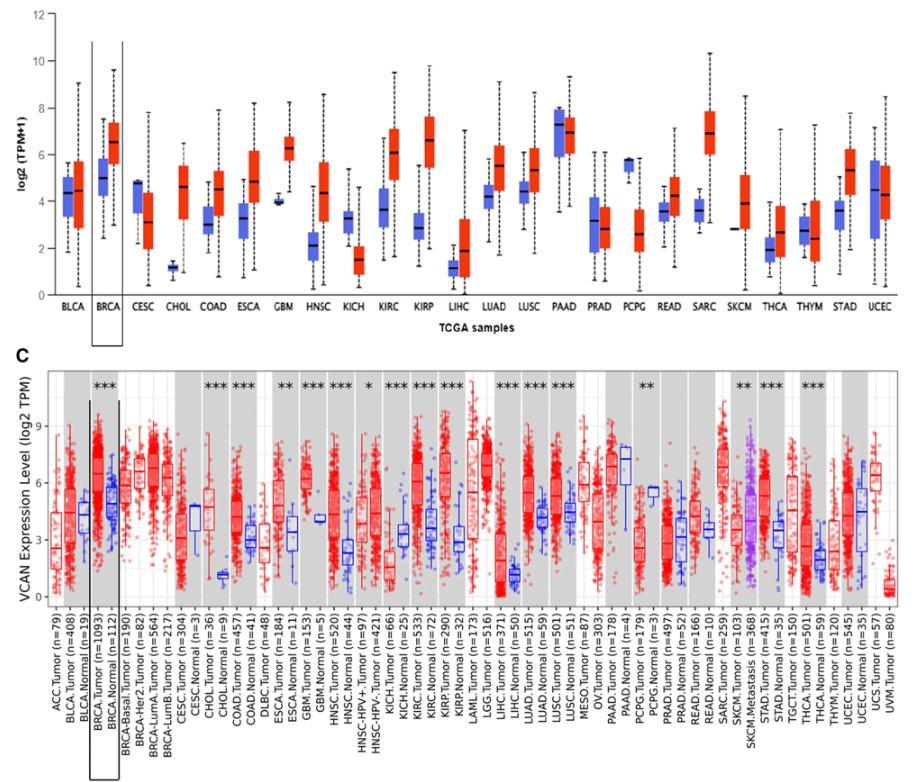 12
10
8
6
4
2
0
log2 (TPM+1)
BLCA BRCA CESC CHOL COAD ESCA GBM HNSC KICH KIRC KIRP LIHC LUAD LUSC PAAD PRAD PCPG READ SARC SKCM THCA THYM STAD UCEC
TCGA samples
C
*** *** *** ** *** *** * *** *** *** *** *** *** ** ** *** ***
VCAN Expression Level (log2 TPM)
9
6
3
0
ACC.Tumor (n=79)
BLCA.Tumor (n=408)
BLCA.Normal (n=19)
BRCA.Tumor (n=1093)
BRCA.Normal (n=112)
BRCA-Basal.Tumor (n=190)
BRCA-Her2.Tumor (n=82)
BRCA-LumA.Tumor (n=564)
BRCA-LumB.Tumor (n=217)
CESC.Tumor (n=304)
CESC.Normal (n=3)
CHOL.Tumor (n=36)
CHOL.Normal (n=9)
COAD.Tumor (n=457)
COAD.Normal (n=41)
DLBC.Tumor (n=48)
ESCA.Tumor (n=184)
ESCA.Normal (n=11)
GBM.Tumor (n=153)
GBM.Normal (n=5)
HNSC.Tumor (n=520)
HNSC.Normal (n=44)
HNSC-HPV+.Tumor (n=97)
HNSC-HPV-.Tumor (n=421)
KICH.Tumor (n=66)
KICH.Normal (n=25)
KIRC.Tumor (n=533)
KIRC.Normal (n=72)
KIRP.Tumor (n=290)
KIRP.Normal (n=32)
LAML.Tumor (n=173)
LGG.Tumor (n=516)
LIHC.Tumor (n=371)
LIHC.Normal (n=50)
LUAD.Tumor (n=515)
LUAD.Normal (n=59)
LUSC.Tumor (n=501)
LUSC.Normal (n=51)
MESO.Tumor (n=87)
OV.Tumor (n=303)
PAAD.Tumor (n=178)
PAAD.Normal (n=4)
PCPG.Tumor (n=179)
PCPG.Normal (n=3)
PRAD.Tumor (n=497)
PRAD.Normal (n=52)
READ.Tumor (n=166)
READ.Normal (n=10)
SARC.Tumor (n=259)
SKCM.Tumor (n=103)
SKCM.Metastasis (n=368)
STAD.Tumor (n=415)
STAD.Normal (n=35)
TGCT.Tumor (n=150)
THCA.Tumor (n=501)
THCA.Normal (n=59)
THYM.Tumor (n=120)
UCEC.Tumor (n=545)
UCEC.Normal (n=35)
UCS.Tumor (n=57)
UVM.Tumor (n=80)